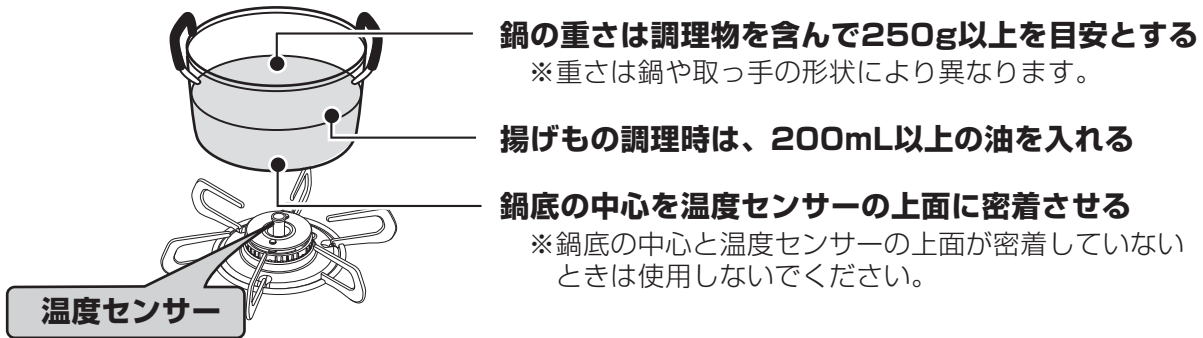 鍋の重さは調理物を含んで250g以上を目安とする
※重さは鍋や取っ手の形状により異なります。
揚げもの調理時は、200mL以上の油を入れる
鍋底の中心を温度センサーの上面に密着させる
※鍋底の中心と温度センサーの上面が密着していない
ときは使用しないでください。
温度センサー